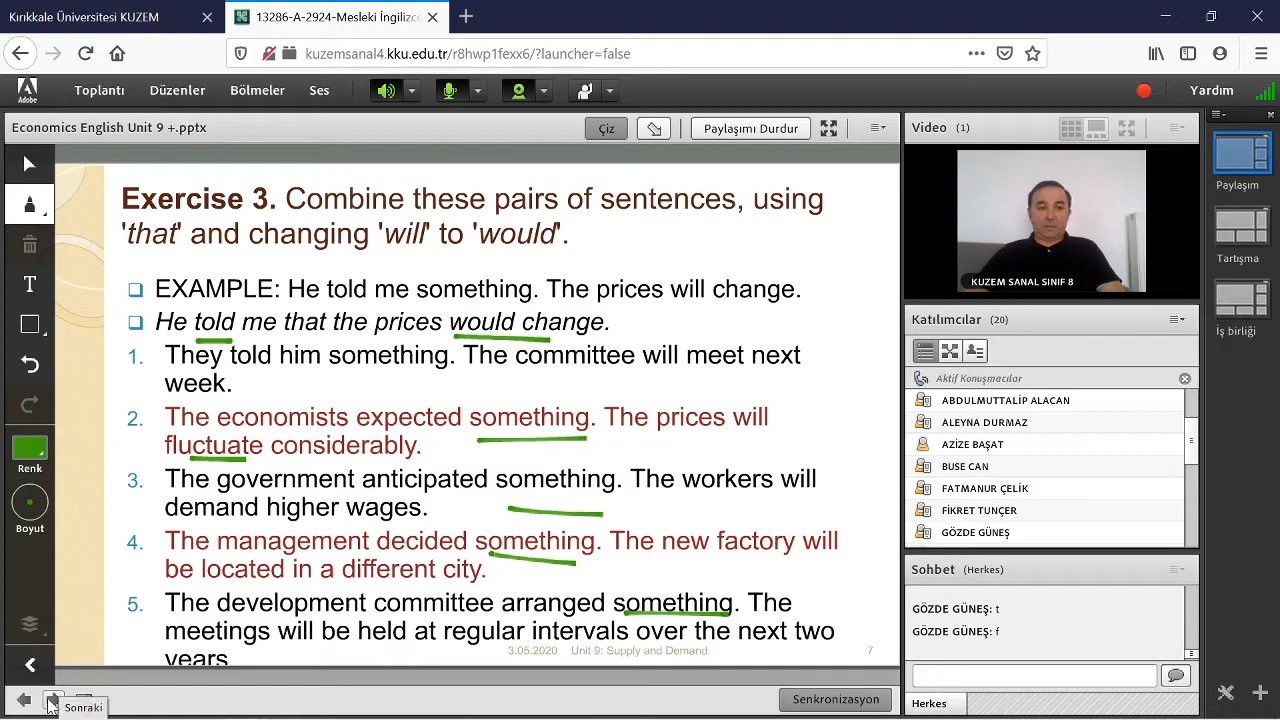 Kırıkkale Üniversitesi KUZEM
13286-A-2924-Mesleki İngilizce
kuzemsanal4.kku.edu.tr/r8hwp1fexx6/?launcher=false
Adobe
Toplantı
Düzenler
Bölmeler
Ses
Yardım
Economics English Unit 9 +.pptx
Çiz
Paylaşımı Durdur
Exercise 3. Combine these pairs of sentences, using
'that' and changing 'will' to 'would'.
EXAMPLE: He told me something. The prices will change.
He told me that the prices would change.
1. They told him something. The committee will meet next
week.
2. The economists expected something. The prices will
fluctuate considerably.
3. The government anticipated something. The workers will
demand higher wages.
4. The management decided something. The new factory will
be located in a different city.
5. The development committee arranged something. The
meetings will be held at regular intervals over the next two
years
3.05.2020
Unit 9: Supply and Demand
7
T
Renk
Boyut
Sonraki
Senkronizasyon
Video (1)
KUZEM SANAL SINIF 8
Katılımcılar (20)
Aktif Konuşmacılar
ABDULMUTTALİP ALACAN
ALEYNA DURMAZ
AZİZE BAŞAT
BUSE CAN
FATMANUR ÇELİK
FİKRET TUNÇER
GÖZDE GÜNEŞ
Sohbet (Herkes)
GÖZDE GÜNEŞ: t
GÖZDE GÜNEŞ: f
Herkes
Paylaşım
Tartışma
İş birliği